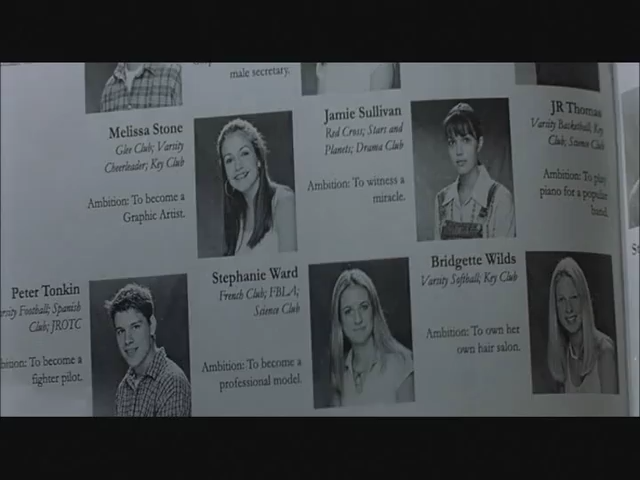 male secretary.
Melissa Stone
Glee Club; Varsity
Cheerleader; Key Club
Ambition: To become a
Graphic Artist.
Jamie Sullivan
Red Cross; Stars and
Planets; Drama Club
Ambition: To witness a
miracle.
JR Thomas
Varsity Basketball; Key
Club; Science Club
Ambition: To play
piano for a popular
band.
Peter Tonkin
Football; Spanish
Club; JROTC
To become a
fighter pilot.
Stephanie Ward
French Club; FBLA;
Science Club
Ambition: To become a
professional model.
Bridgette Wilds
Varsity Softball; Key Club
Ambition: To own her
own hair salon.